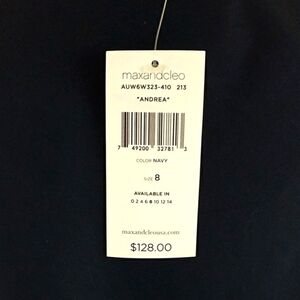 maxandcleo
AUW6W323-410 213
"ANDREA"
7 49200 32781 3
COLOR NAVY
SIZE 8
AVAILABLE IN
0 2 4 6 8 10 12 14
maxandcleousa.com
$128.00